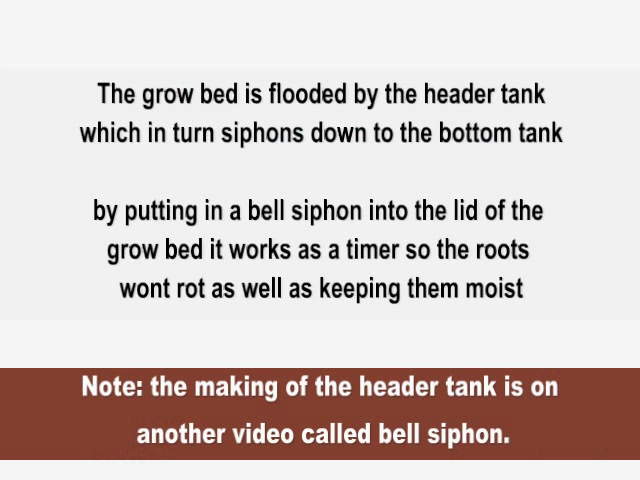 The grow bed is flooded by the header tank
which in turn siphons down to the bottom tank
by putting in a bell siphon into the lid of the
grow bed it works as a timer so the roots
wont rot as well as keeping them moist
Note: the making of the header tank is on
another video called bell siphon.